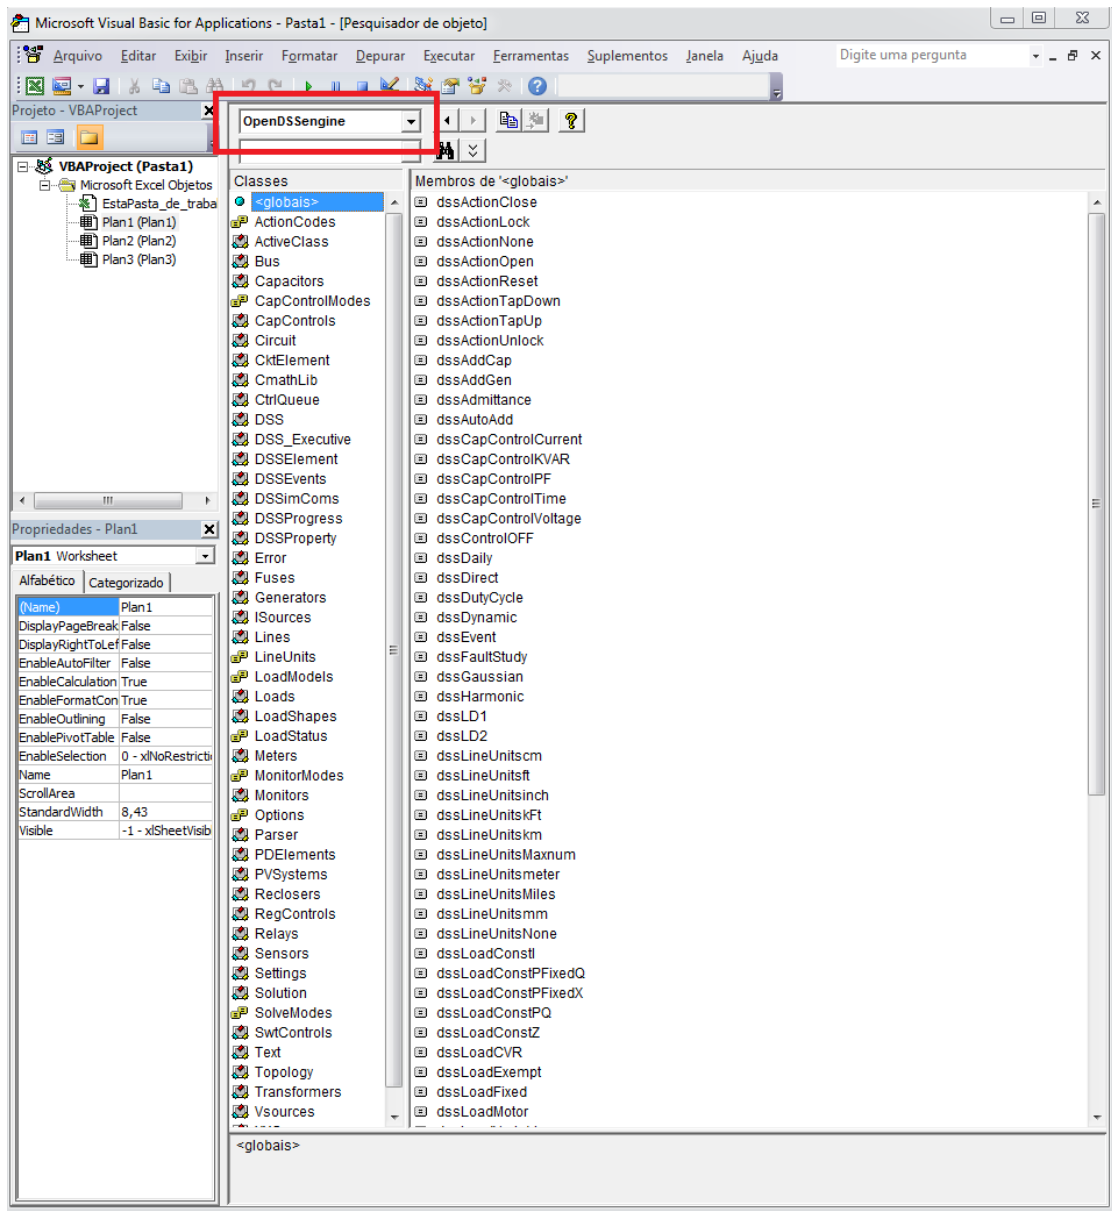 Microsoft Visual Basic for Applications - Pasta1 - [Pesquisador de objeto]
Arquivo Editar Exibir Inserir Formatar Depurar Executar Ferramentas Suplementos Janela Ajuda Digite uma pergunta
Projeto - VBAProject
VBAProject (Pasta1)
Microsoft Excel Objetos
EstaPasta_de_traba
Plan1 (Plan1)
Plan2 (Plan2)
Plan3 (Plan3)
Propriedades - Plan1
Plan1 Worksheet
Alfabético Categorizado
(Name) Plan1
DisplayPageBreak False
DisplayRightToLef False
EnableAutoFilter False
EnableCalculation True
EnableFormatCon True
EnableOutlining False
EnablePivotTable False
EnableSelection 0 - xlNoRestricti
Name Plan1
ScrollArea
StandardWidth 8,43
Visible -1 - xlSheetVisib
OpenDSSengine
Classes
<globais>
ActionCodes
ActiveClass
Bus
Capacitors
CapControlModes
CapControls
Circuit
CktElement
CmathLib
CtrlQueue
DSS
DSS_Executive
DSSElement
DSSEvents
DSSimComs
DSSProgress
DSSProperty
Error
Fuses
Generators
ISources
Lines
LineUnits
LoadModels
Loads
LoadShapes
LoadStatus
Meters
MonitorModes
Monitors
Options
Parser
PDElements
PVSystems
Reclosers
RegControls
Relays
Sensors
Settings
Solution
SolveModes
SwtControls
Text
Topology
Transformers
Vsources
Membros de '<globais>'
dssActionClose
dssActionLock
dssActionNone
dssActionOpen
dssActionReset
dssActionTapDown
dssActionTapUp
dssActionUnlock
dssAddCap
dssAddGen
dssAdmittance
dssAutoAdd
dssCapControlCurrent
dssCapControlKVAR
dssCapControlPF
dssCapControlTime
dssCapControlVoltage
dssControlOFF
dssDaily
dssDirect
dssDutyCycle
dssDynamic
dssEvent
dssFaultStudy
dssGaussian
dssHarmonic
dssLD1
dssLD2
dssLineUnitscm
dssLineUnitsft
dssLineUnitsinch
dssLineUnitskFt
dssLineUnitskm
dssLineUnitsMaxnum
dssLineUnitsmeter
dssLineUnitsMiles
dssLineUnitsmm
dssLineUnitsNone
dssLoadConstI
dssLoadConstPFixedQ
dssLoadConstPFixedX
dssLoadConstPQ
dssLoadConstZ
dssLoadCVR
dssLoadExempt
dssLoadFixed
dssLoadMotor
<globais>